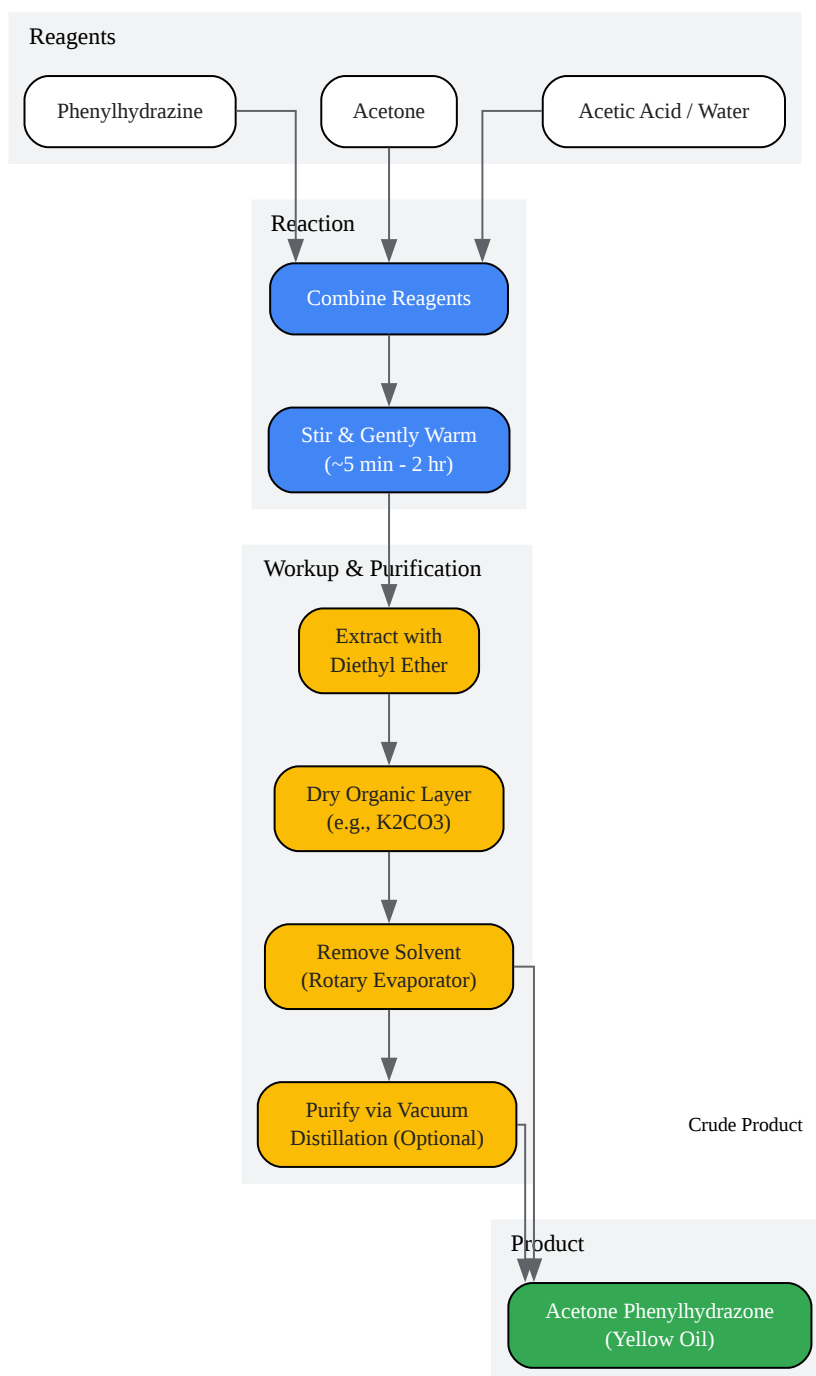 Reagents
Phenylhydrazine
Acetone
Acetic Acid / Water
Reaction
Combine Reagents
Stir & Gently Warm
(~5 min - 2 hr)
Workup & Purification
Extract with
Diethyl Ether
Dry Organic Layer
(e.g., K2CO3)
Remove Solvent
(Rotary Evaporator)
Purify via Vacuum
Distillation (Optional)
Crude Product
Product
Acetone Phenylhydrazone
(Yellow Oil)